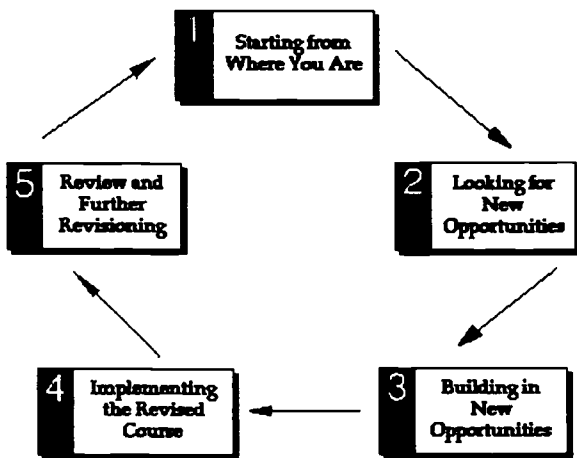 1
Starting from
Where You Are
2
Looking for
New
Opportunities
3
Building in
New
Opportunities
4
Implementing
the Revised
Course
5
Review and
Further
Revisioning